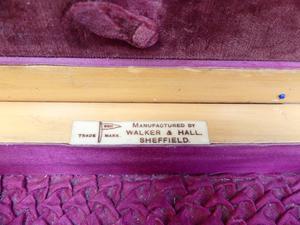 W&H
TRADE MARK.
MANUFACTURED BY
WALKER & HALL.
SHEFFIELD.